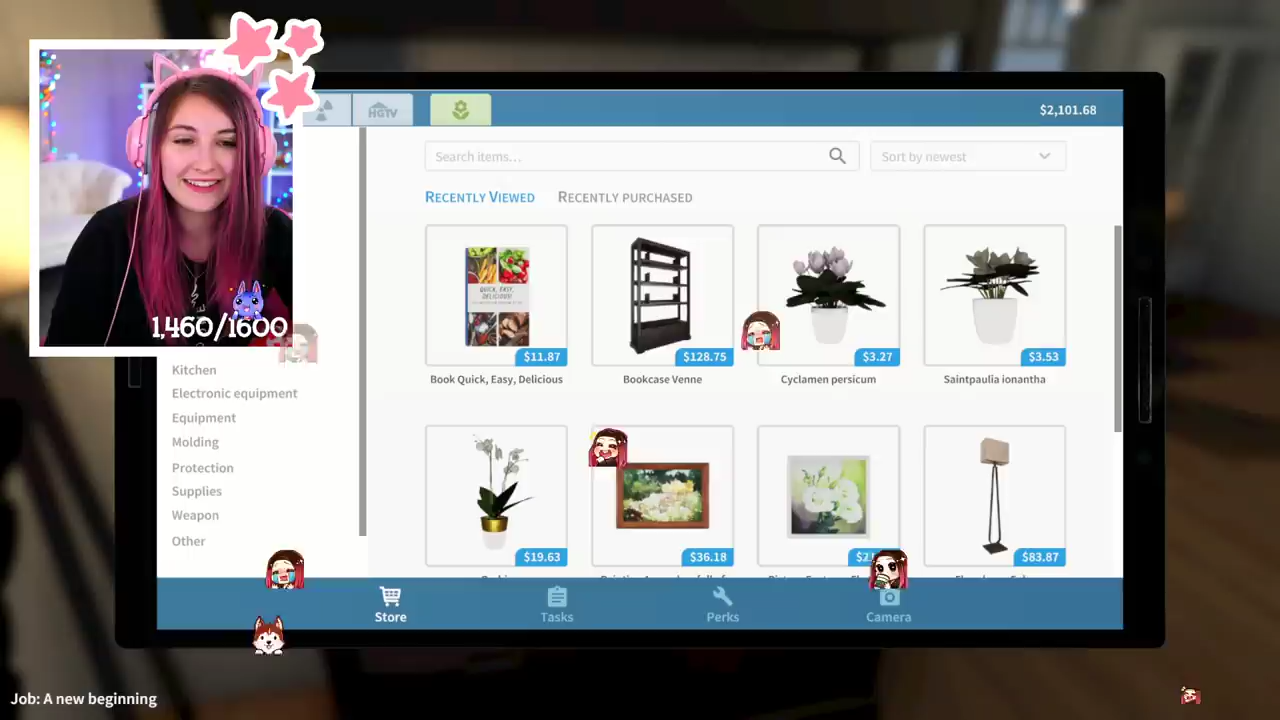 HGTV
$2,101.68
Search items...
Sort by newest
RECENTLY VIEWED
RECENTLY PURCHASED
QUICK, EASY,
DELICIOUS!
$11.87
$128.75
$3.27
$3.53
Book Quick, Easy, Delicious
Bookcase Venne
Cyclamen persicum
Saintpaulia ionantha
1,460/1600
Kitchen
Electronic equipment
Equipment
Molding
Protection
Supplies
Weapon
Other
$19.63
$36.18
$83.87
Store
Tasks
Perks
Camera
Job: A new beginning